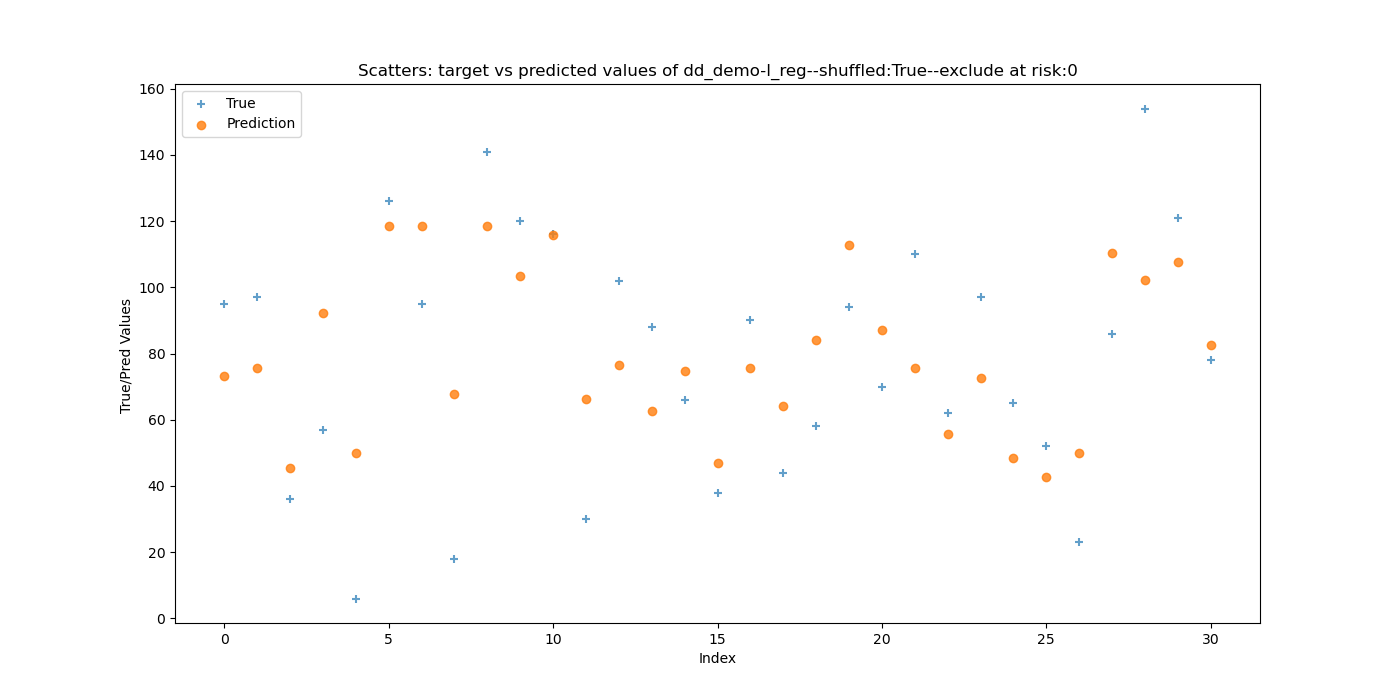 Scatters: target vs predicted values of dd_demo-l_reg--shuffled:True--exclude at risk:0
True
Prediction
True/Pred Values
160
140
120
100
80
60
40
20
0
0 5 10 15 20 25 30
Index